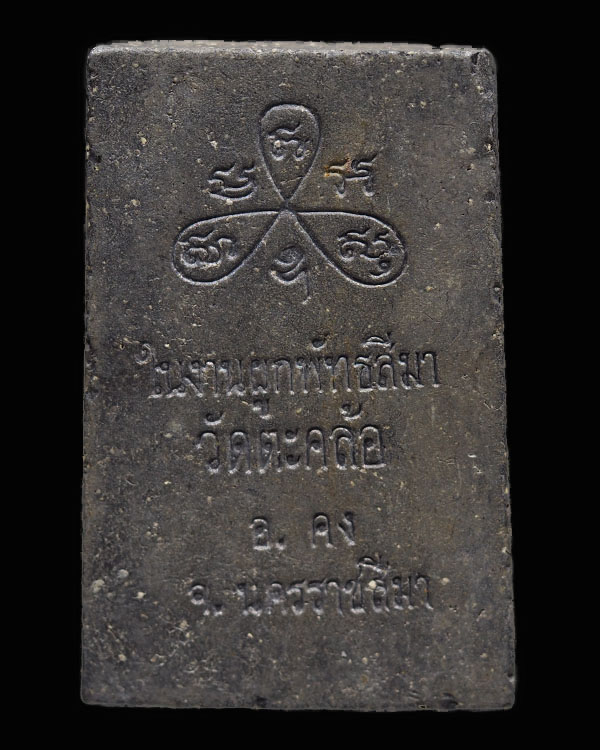 ในงานผูกพัทธสีมา
วัดตะคล้อ
อ. คง
จ. นครราชสีมา